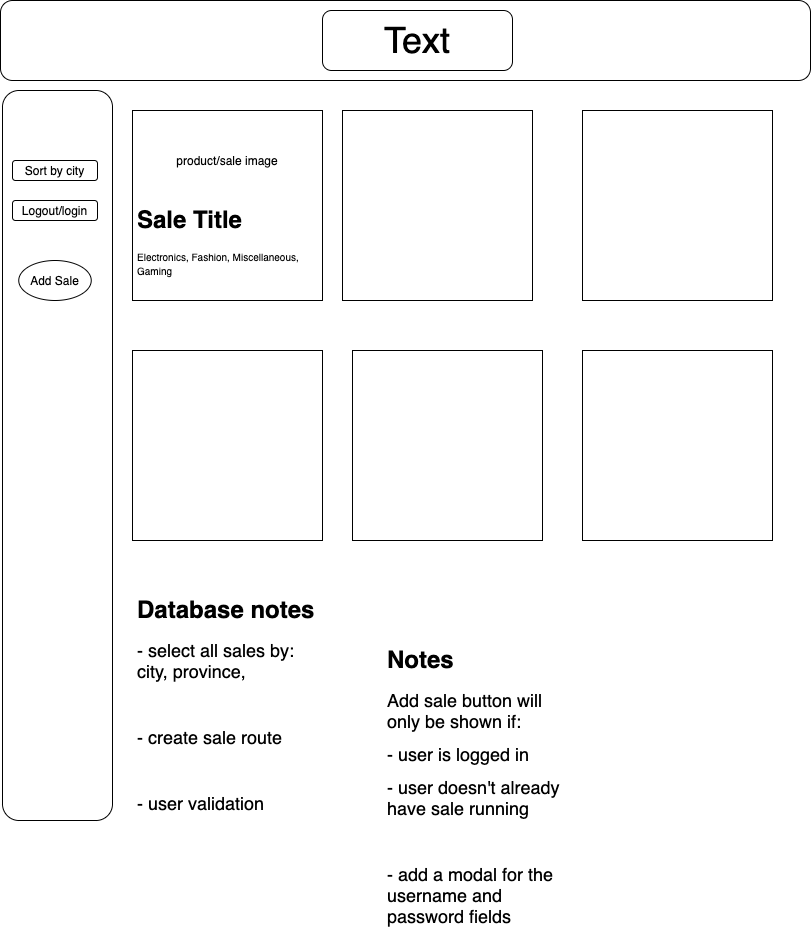 Text
Sort by city
Logout/login
Add Sale
product/sale image
Sale Title
Electronics, Fashion, Miscellaneous,
Gaming
Database notes
- select all sales by:
city, province,
- create sale route
- user validation
Notes
Add sale button will
only be shown if:
- user is logged in
- user doesn't already
have sale running
- add a modal for the
username and
password fields